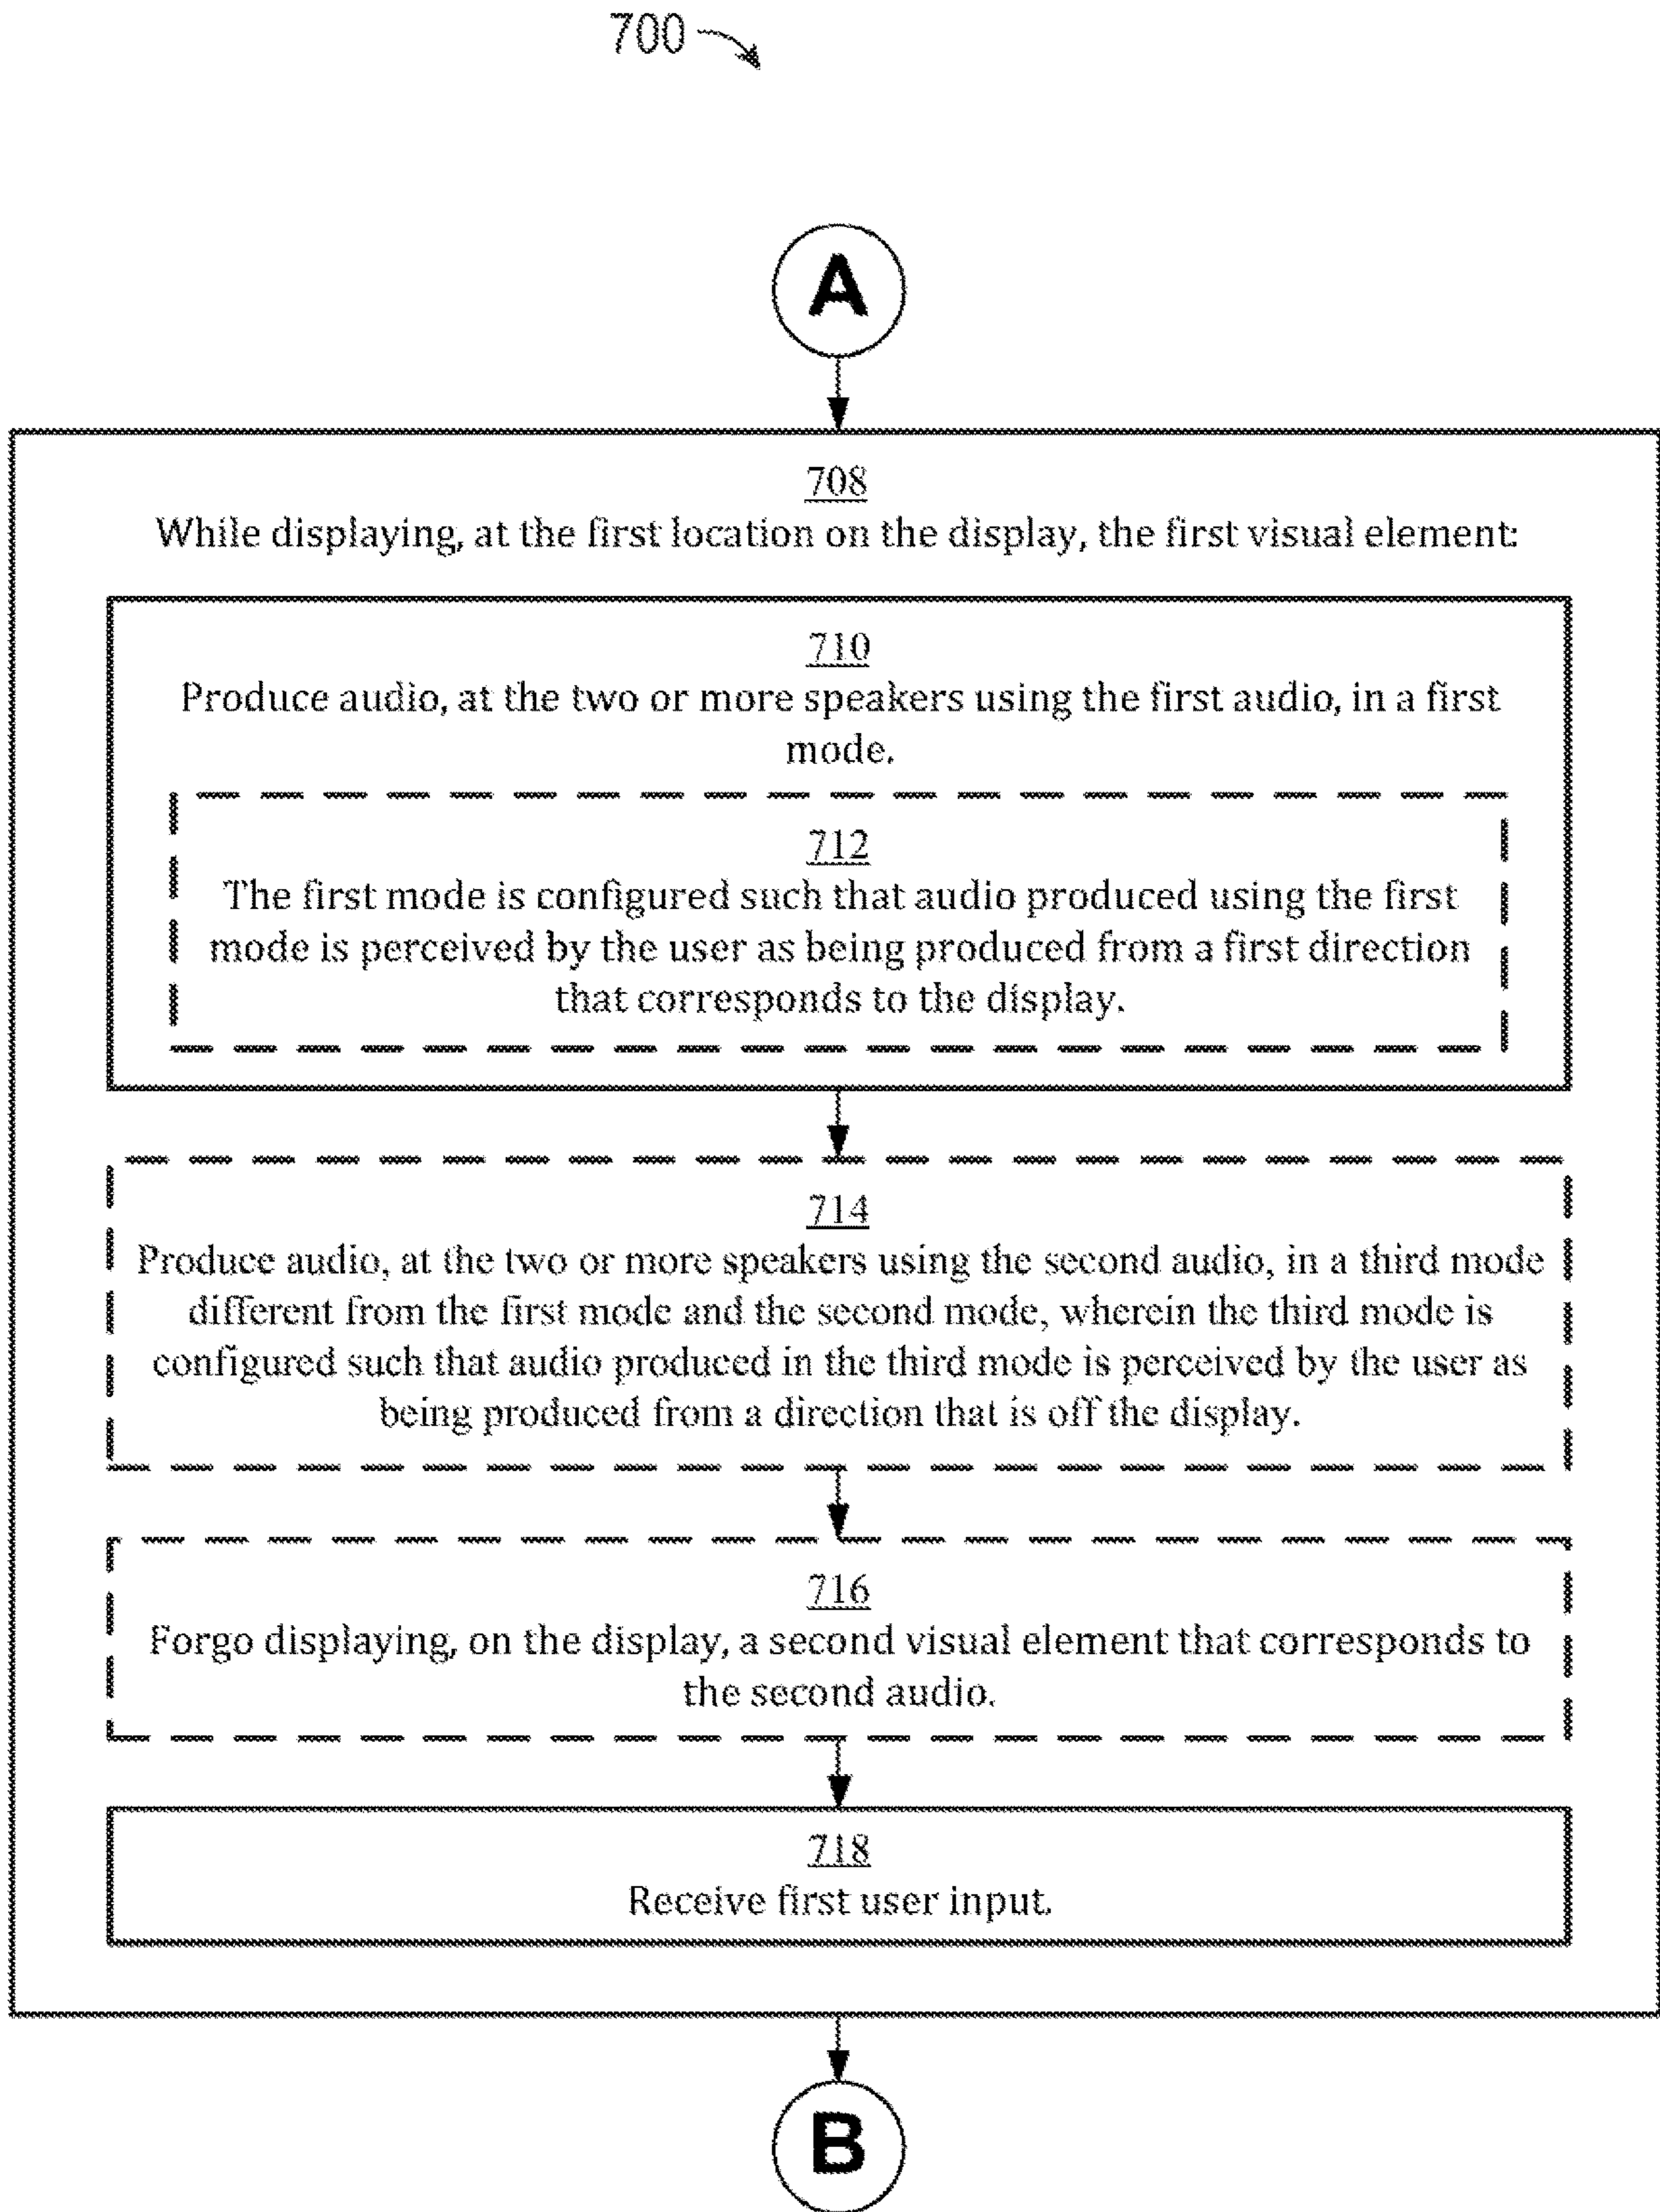 700
A
708
While displaying, at the first location on the display, the first visual element:
710
Produce audio, at the two or more speakers using the first audio, in a first
mode.
712
The first mode is configured such that audio produced using the first
mode is perceived by the user as being produced from a first direction
that corresponds to the display.
714
Produce audio, at the two or more speakers using the second audio, in a third mode
different from the first mode and the second mode, wherein the third mode is
configured such that audio produced in the third mode is perceived by the user as
being produced from a direction that is off the display.
716
Forgo displaying, on the display, a second visual element that corresponds to
the second audio.
718
Receive first user input.
B